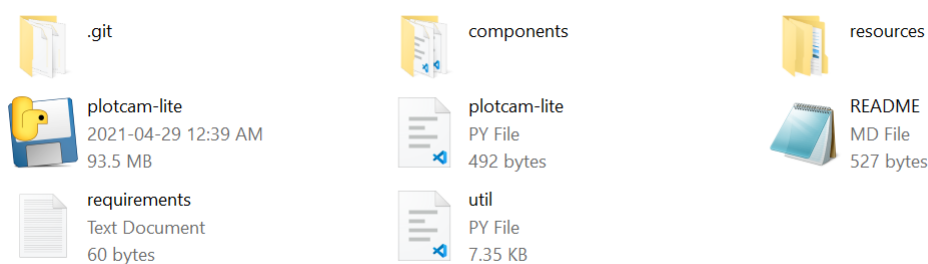 .git
components
resources
plotcam-lite
2021-04-29 12:39 AM
93.5 MB
plotcam-lite
PY File
492 bytes
README
MD File
527 bytes
requirements
Text Document
60 bytes
util
PY File
7.35 KB